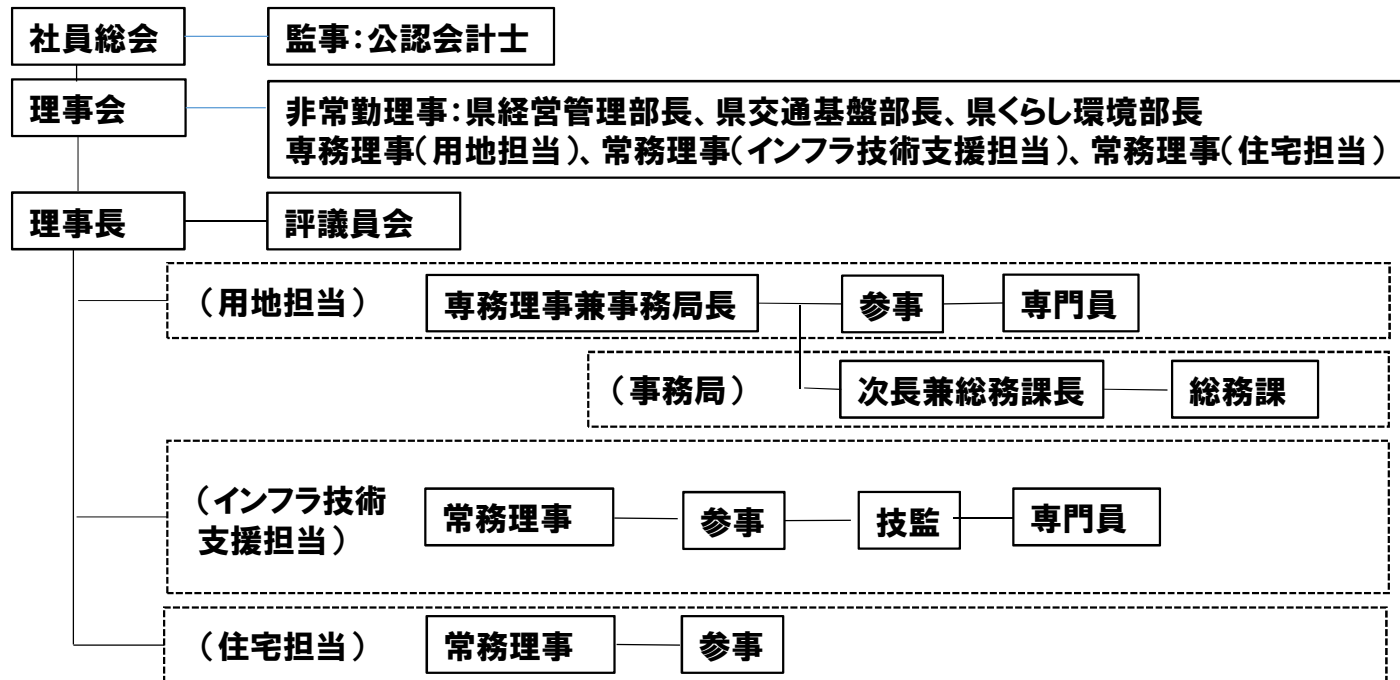 社員総会
監事：公認会計士
理事会
非常勤理事：県経営管理部長、県交通基盤部長、県くらし環境部長
専務理事（用地担当）、常務理事（インフラ技術支援担当）、常務理事（住宅担当）
理事長
評議員会
（用地担当）
専務理事兼事務局長
参事
専門員
（事務局）
次長兼総務課長
総務課
（インフラ技術
支援担当）
常務理事
参事
技監
専門員
（住宅担当）
常務理事
参事